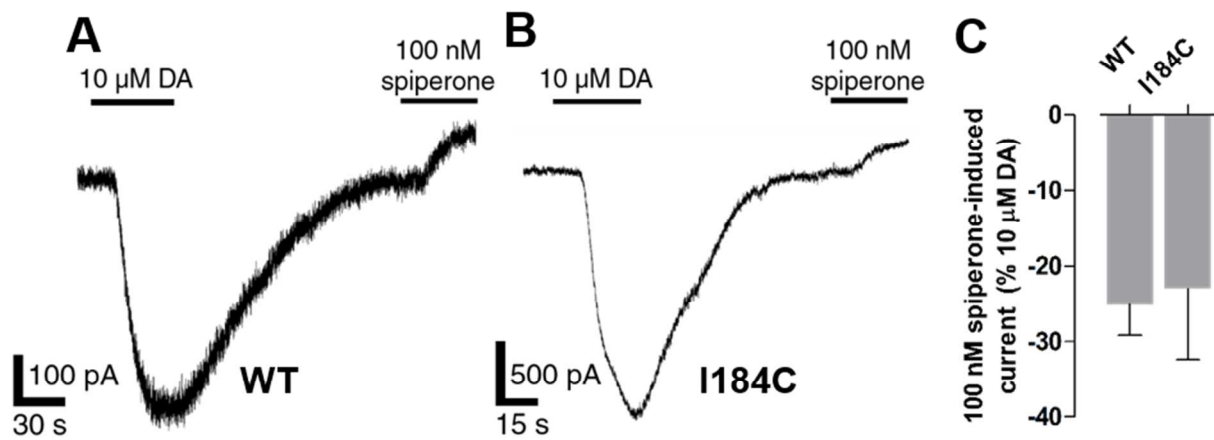 A
10 µM DA
100 nM
spiperone
100 pA
30 s
WT
B
10 µM DA
100 nM
spiperone
500 pA
15 s
I184C
C
WT
I184C
100 nM spiperone-induced
current (% 10 µM DA)
0
-10
-20
-30
-40